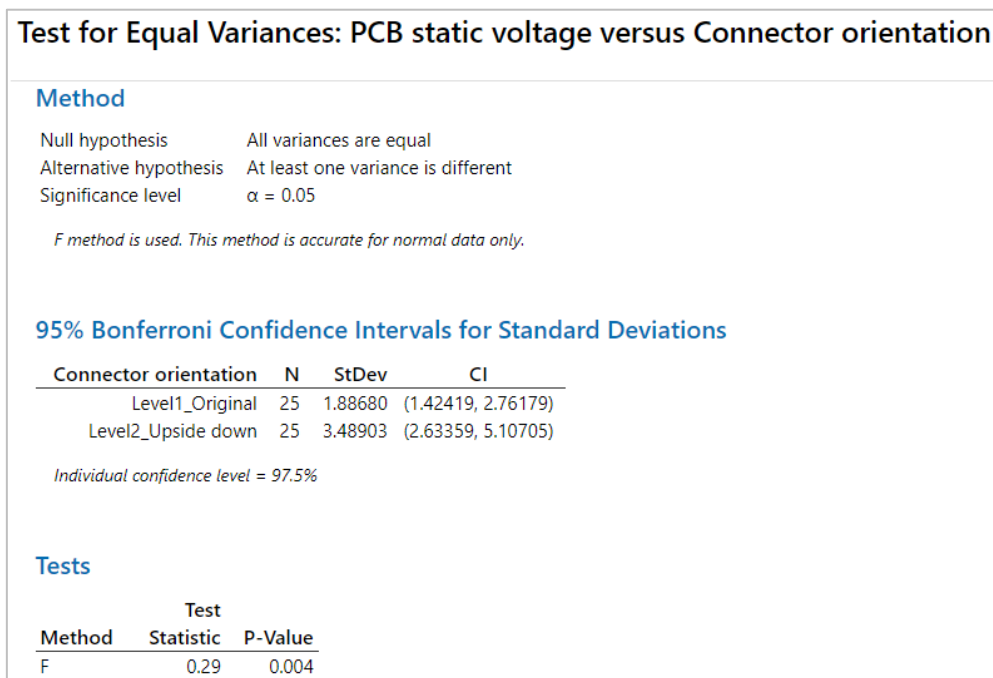 Test for Equal Variances: PCB static voltage versus Connector orientation
Method
Null hypothesis All variances are equal
Alternative hypothesis At least one variance is different
Significance level α = 0.05
F method is used. This method is accurate for normal data only.
95% Bonferroni Confidence Intervals for Standard Deviations
Connector orientation N StDev CI
Level1_Original 25 1.88680 (1.42419, 2.76179)
Level2_Upside down 25 3.48903 (2.63359, 5.10705)
Individual confidence level = 97.5%
Tests
Test
Method Statistic P-Value
F 0.29 0.004